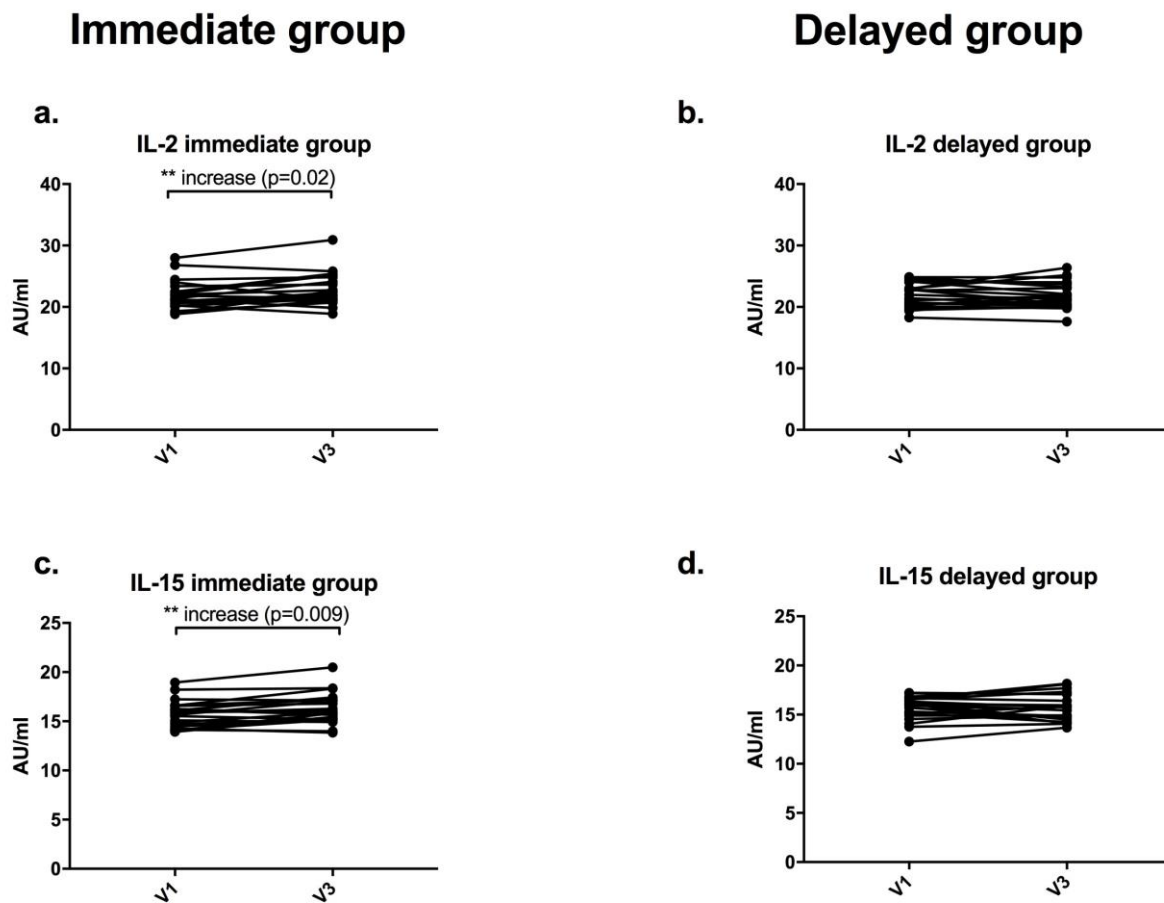 Immediate group
Delayed group
a.
IL-2 immediate group
** increase (p=0.02)
AU/ml
40
30
20
10
0
V1
V3
b.
IL-2 delayed group
AU/ml
40
30
20
10
0
V1
V3
c.
IL-15 immediate group
** increase (p=0.009)
AU/ml
25
20
15
10
5
0
V1
V3
d.
IL-15 delayed group
AU/ml
25
20
15
10
5
0
V1
V3